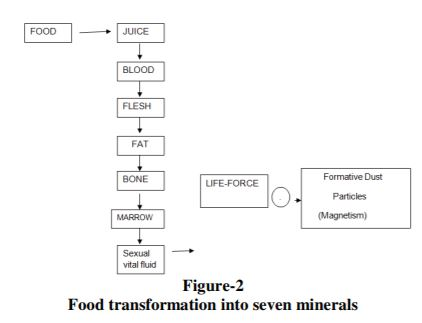 FOOD
JUICE
BLOOD
FLESH
FAT
BONE
MARROW
Sexual
vital fluid
LIFE-FORCE
.
Formative Dust
Particles
(Magnetism)
Figure-2
Food transformation into seven minerals